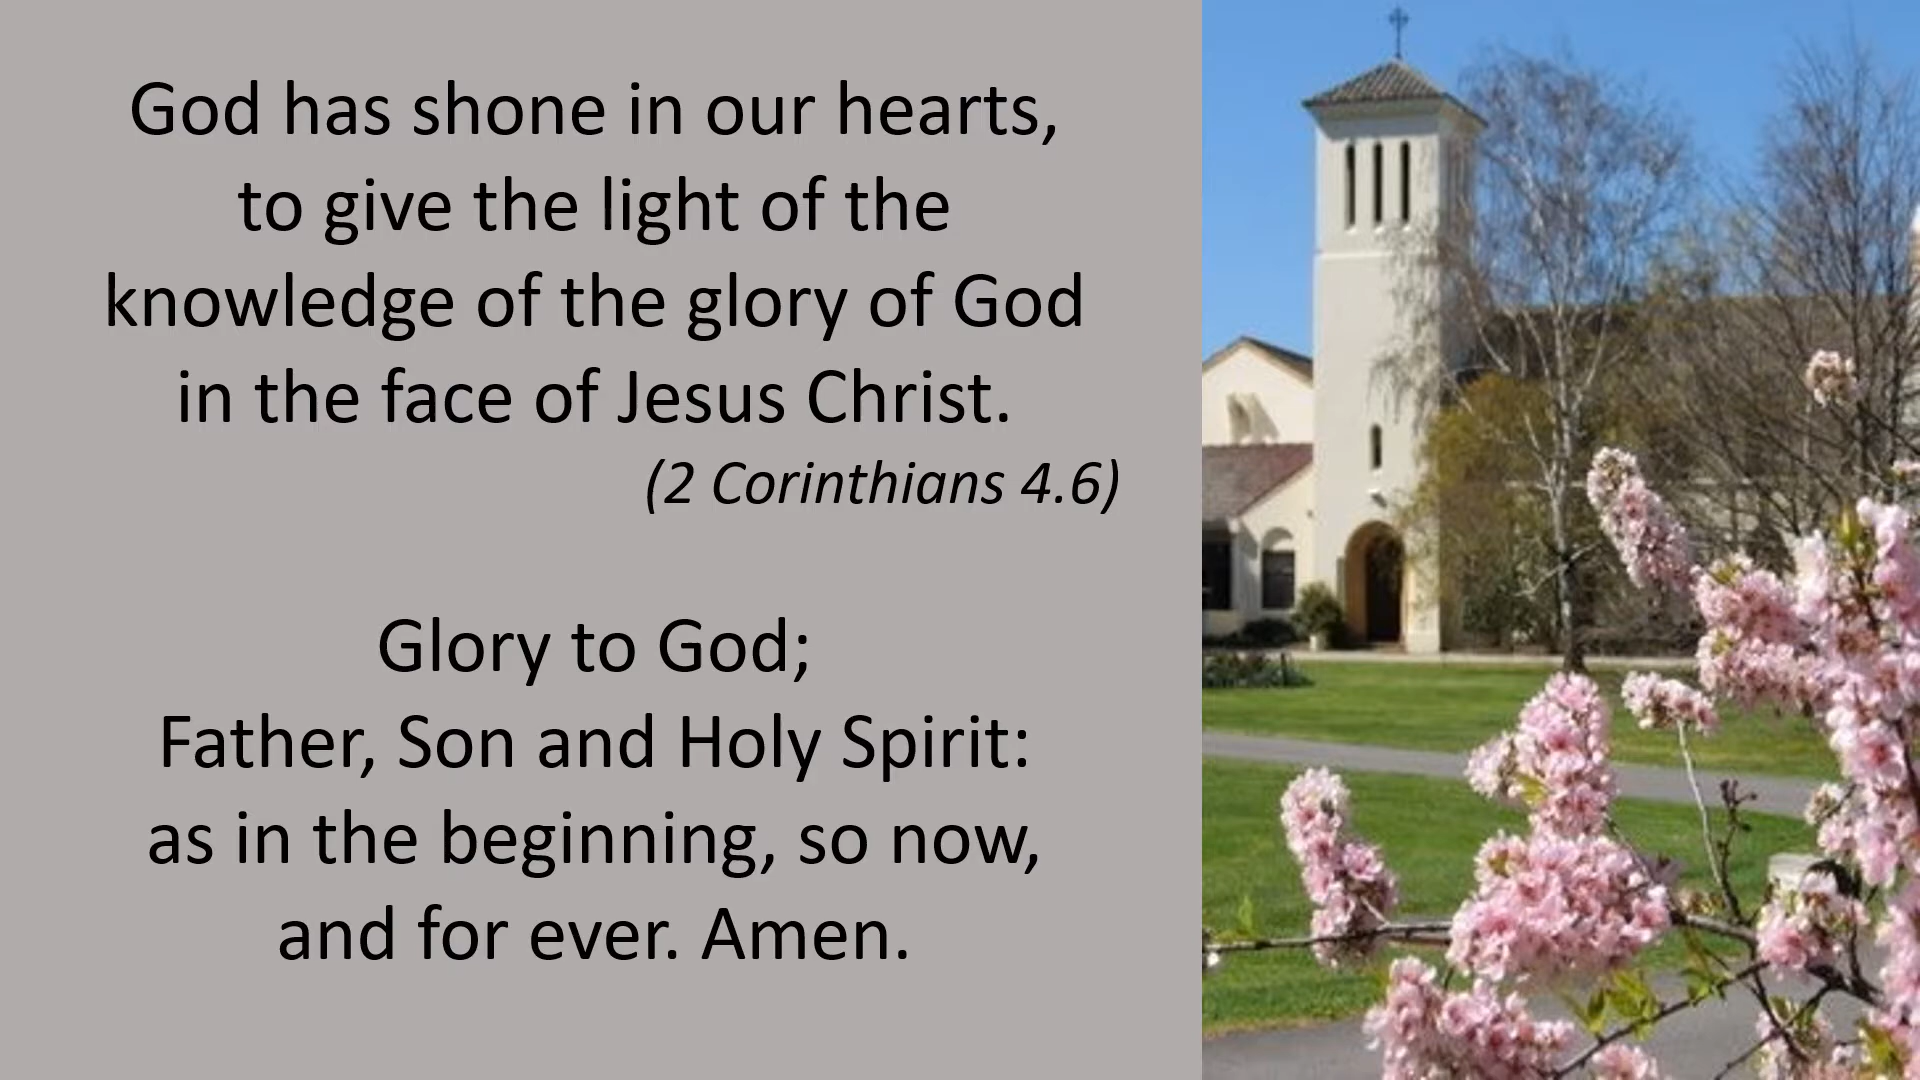 God has shone in our hearts,
to give the light of the
knowledge of the glory of God
in the face of Jesus Christ.
(2 Corinthians 4.6)
Glory to God;
Father, Son and Holy Spirit:
as in the beginning, so now,
and for ever. Amen.